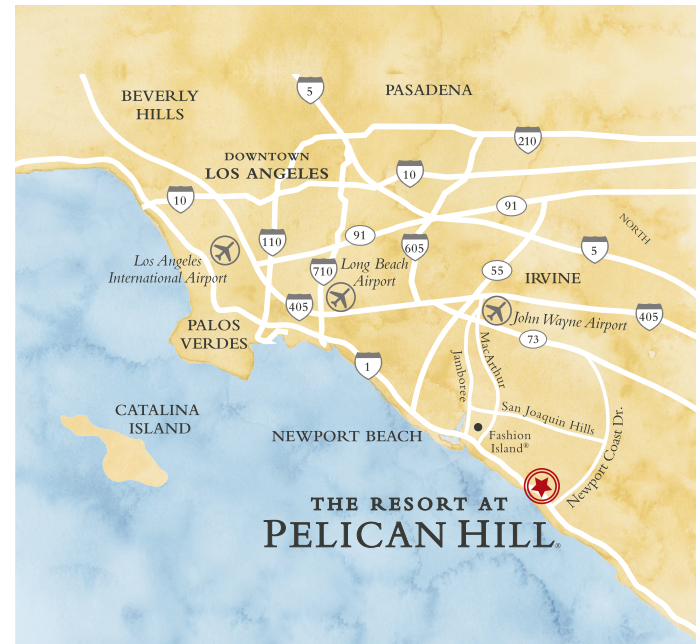 5
PASADENA
BEVERLY
HILLS
210
DOWNTOWN
LOS ANGELES
10
10
91
NORTH
91
110
605
5
Los Angeles
International Airport
710
Long Beach
Airport
55
IRVINE
405
405
John Wayne Airport
PALOS
VERDES
73
MacArthur
Jamboree
1
CATALINA
ISLAND
San Joaquin Hills
Newport Coast Dr.
NEWPORT BEACH
Fashion
Island®
THE RESORT AT
PELICAN HILL®